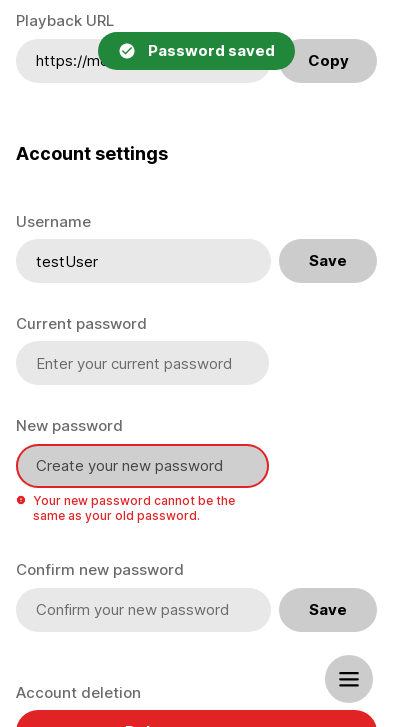 Playback URL
Password saved
https://m
Copy
Account settings
Username
testUser
Save
Current password
Enter your current password
New password
Create your new password
Your new password cannot be the
same as your old password.
Confirm new password
Confirm your new password
Save
Account deletion